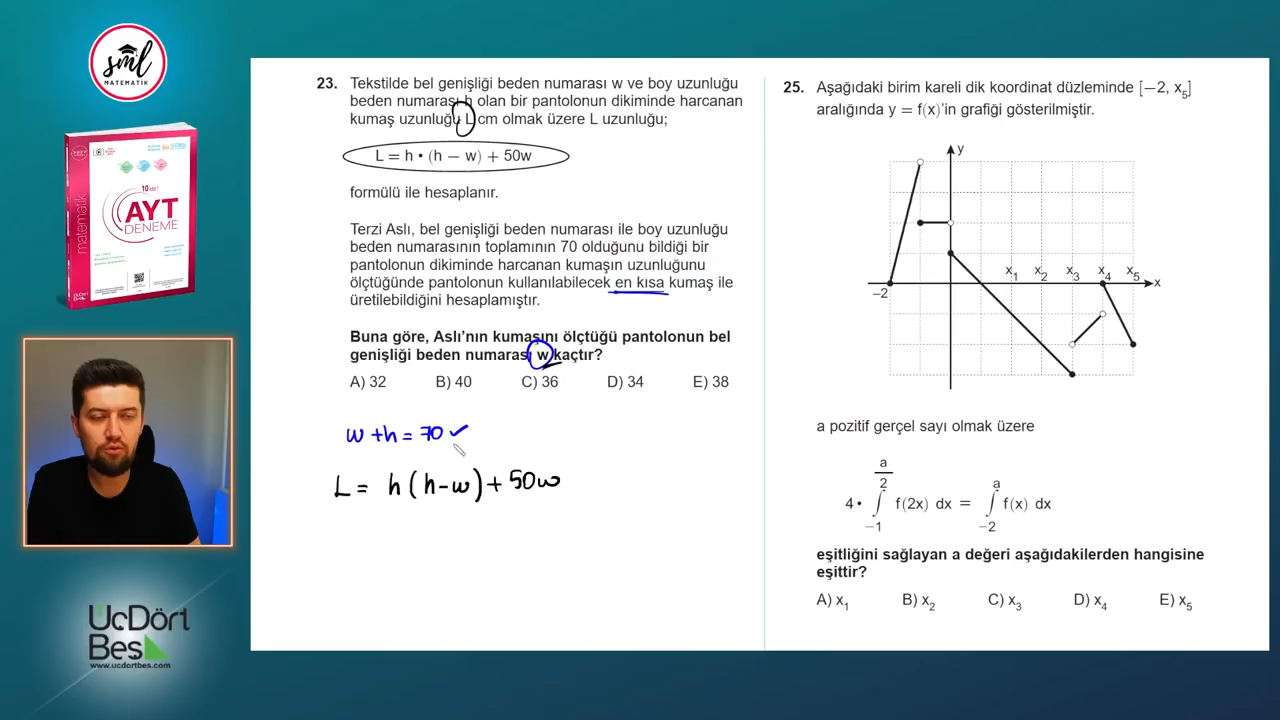 sml
MATEMATİK
matematik
10 ADET
AYT
DENEME
ÜcDört
Bes
ÜcDört
Bes
www.ucdortbes.com
23. Tekstilde bel genişliği beden numarası w ve boy uzunluğu
beden numarası h olan bir pantolonun dikiminde harcanan
kumaş uzunluğu L cm olmak üzere L uzunluğu;
L = h • (h − w) + 50w
formülü ile hesaplanır.
Terzi Aslı, bel genişliği beden numarası ile boy uzunluğu
beden numarasının toplamının 70 olduğunu bildiği bir
pantolonun dikiminde harcanan kumaşın uzunluğunu
ölçtüğünde pantolonun kullanılabilecek en kısa kumaş ile
üretilebildiğini hesaplamıştır.
Buna göre, Aslı’nın kumaşını ölçtüğü pantolonun bel
genişliği beden numarası w kaçtır?
A) 32 B) 40 C) 36 D) 34 E) 38
w + h = 70 ✓
L = h (h - w) + 50w
25. Aşağıdaki birim kareli dik koordinat düzleminde [−2, x₅]
aralığında y = f(x)’in grafiği gösterilmiştir.
y
x₁ x₂ x₃ x₄ x₅
x
−2
a pozitif gerçel sayı olmak üzere
4 • ∫₋₁^(a/2) f(2x) dx = ∫₋₂^a f(x) dx
eşitliğini sağlayan a değeri aşağıdakilerden hangisine
eşittir?
A) x₁ B) x₂ C) x₃ D) x₄ E) x₅